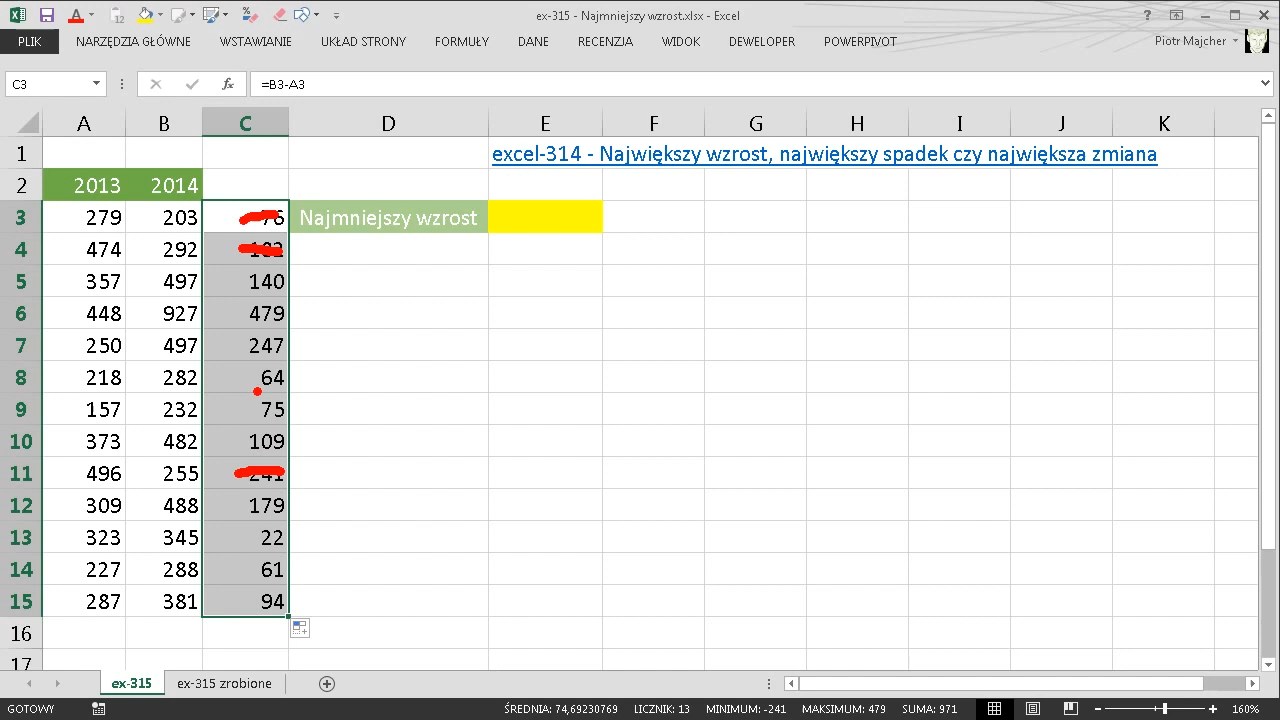 ex-315 - Najmniejszy wzrost.xlsx - Excel
PLIK NARZĘDZIA GŁÓWNE WSTAWIANIE UKŁAD STRONY FORMUŁY DANE RECENZJA WIDOK DEWELOPER POWERPIVOT Piotr Majcher
C3 fx =B3-A3
A B C D E F G H I J K
1 excel-314 - Największy wzrost, największy spadek czy największa zmiana
2 2013 2014
3 279 203 76 Najmniejszy wzrost
4 474 292 182
5 357 497 140
6 448 927 479
7 250 497 247
8 218 282 64
9 157 232 75
10 373 482 109
11 496 255 241
12 309 488 179
13 323 345 22
14 227 288 61
15 287 381 94
16
17
ex-315 ex-315 zrobione
GOTOWY ŚREDNIA: 74,69230769 LICZNIK: 13 MINIMUM: -241 MAKSIMUM: 479 SUMA: 971 160%